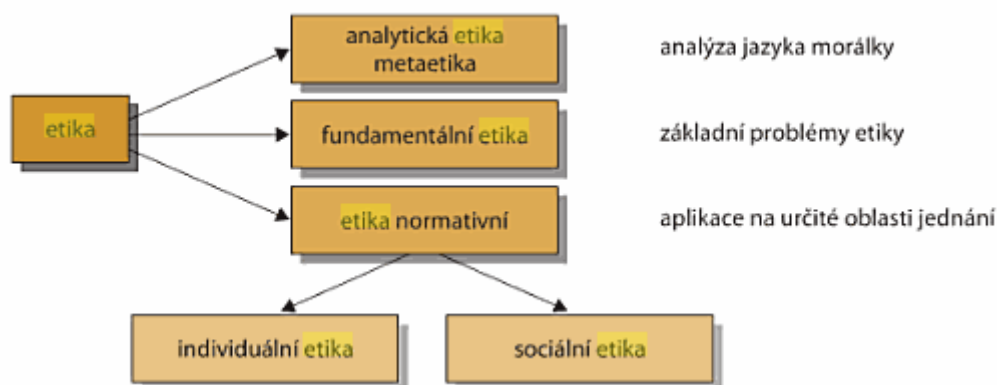 analytická etika
metaetika
analýza jazyka morálky
etika
fundamentální etika
základní problémy etiky
etika normativní
aplikace na určité oblasti jednání
individuální etika
sociální etika